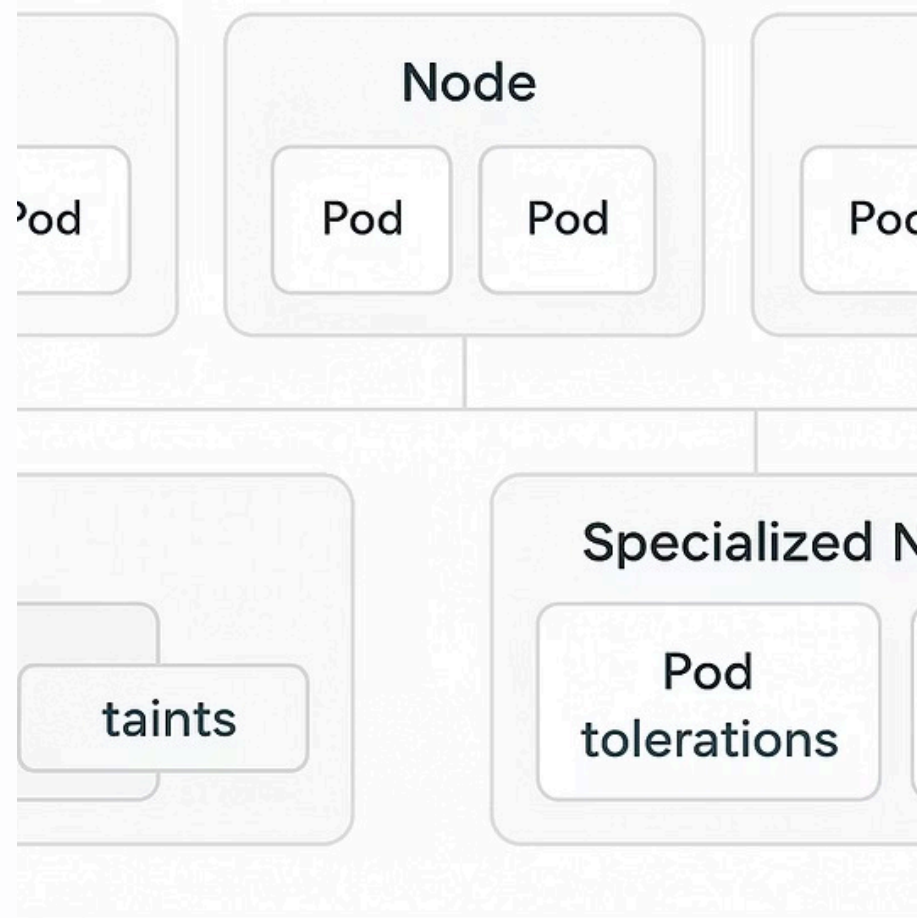 Node
Pod
Pod
Pod
Specialized
taints
Pod
tolerations